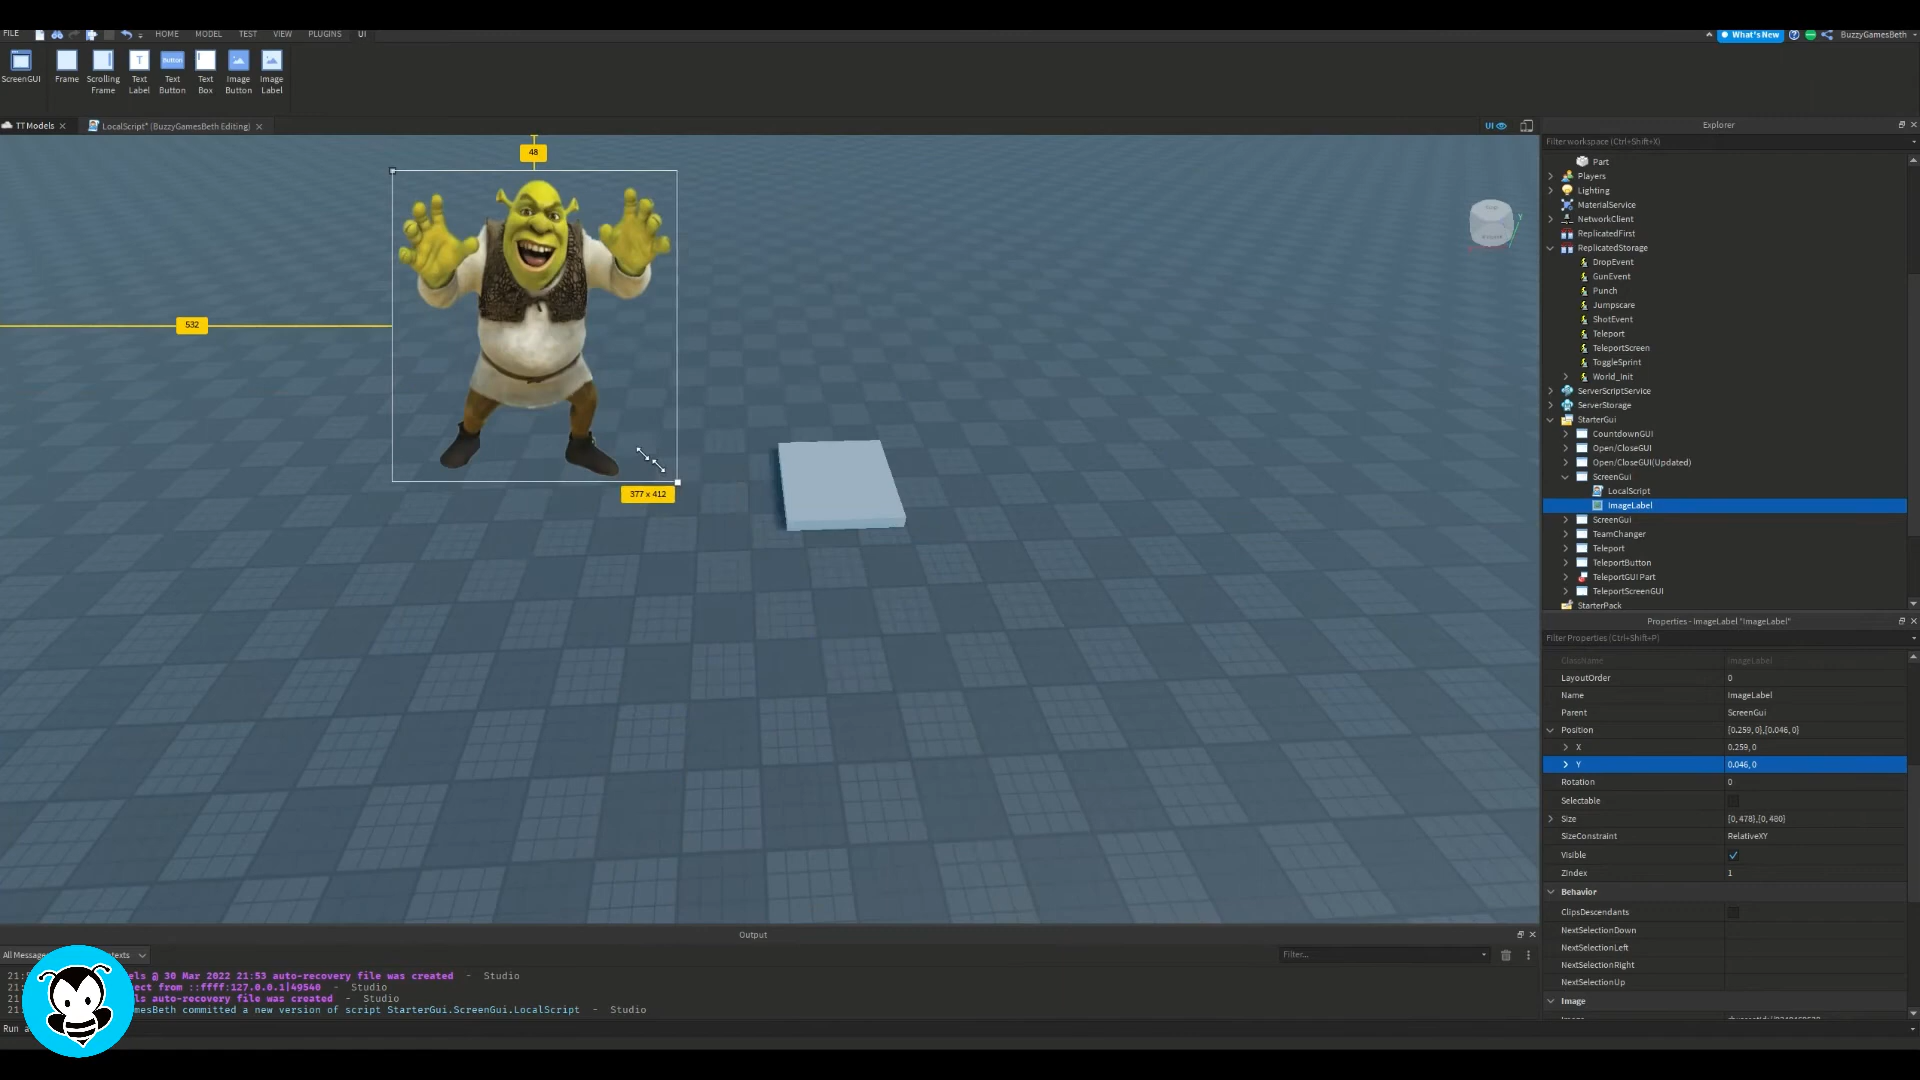 FILE HOME MODEL TEST VIEW PLUGINS UI What's New BuzzyGamesBeth
ScreenGUI Frame Scrolling Frame Text Label Button Text Button Text Box Image Button Image Label
TT Models LocalScript* (BuzzyGamesBeth Editing) UI
48
532
377 x 412
Explorer
Filter workspace (Ctrl+Shift+X)
Part
Players
Lighting
MaterialService
NetworkClient
ReplicatedFirst
ReplicatedStorage
DropEvent
GunEvent
Punch
Jumpscare
ShotEvent
Teleport
TeleportScreen
ToggleSprint
World_Init
ServerScriptService
ServerStorage
StarterGui
CountdownGUI
Open/CloseGUI
Open/CloseGUI(Updated)
ScreenGui
LocalScript
ImageLabel
ScreenGui
TeamChanger
Teleport
TeleportButton
TeleportGUI Part
TeleportScreenGUI
StarterPack
Properties - ImageLabel "ImageLabel"
Filter Properties (Ctrl+Shift+P)
ClassName ImageLabel
LayoutOrder 0
Name ImageLabel
Parent ScreenGui
Position {0.259, 0},{0.046, 0}
X 0.259, 0
Y 0.046, 0
Rotation 0
Selectable
Size {0, 478},{0, 480}
SizeConstraint RelativeXY
Visible
ZIndex 1
Behavior
ClipsDescendants
NextSelectionDown
NextSelectionLeft
NextSelectionRight
NextSelectionUp
Image
Output
All Messag
Filter...
els @ 30 Mar 2022 21:53 auto-recovery file was created - Studio
ect from ::ffff:127.0.0.1|49540 - Studio
ls auto-recovery file was created - Studio
mesBeth committed a new version of script StarterGui.ScreenGui.LocalScript - Studio
Run a